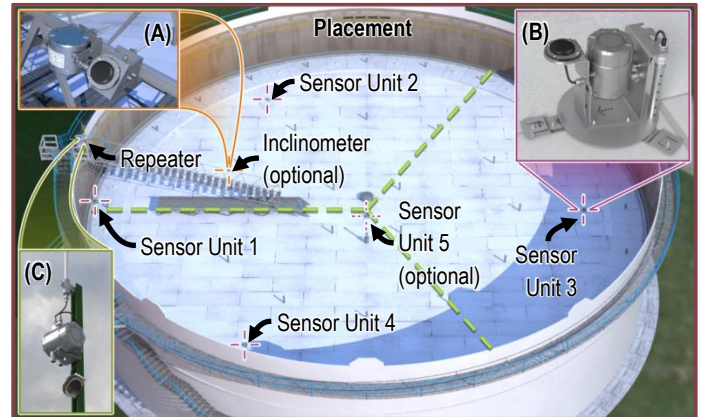 Placement
(A)
(B)
Sensor Unit 2
Inclinometer
(optional)
Repeater
Sensor Unit 1
Sensor
Unit 5
(optional)
Sensor
Unit 3
(C)
Sensor Unit 4